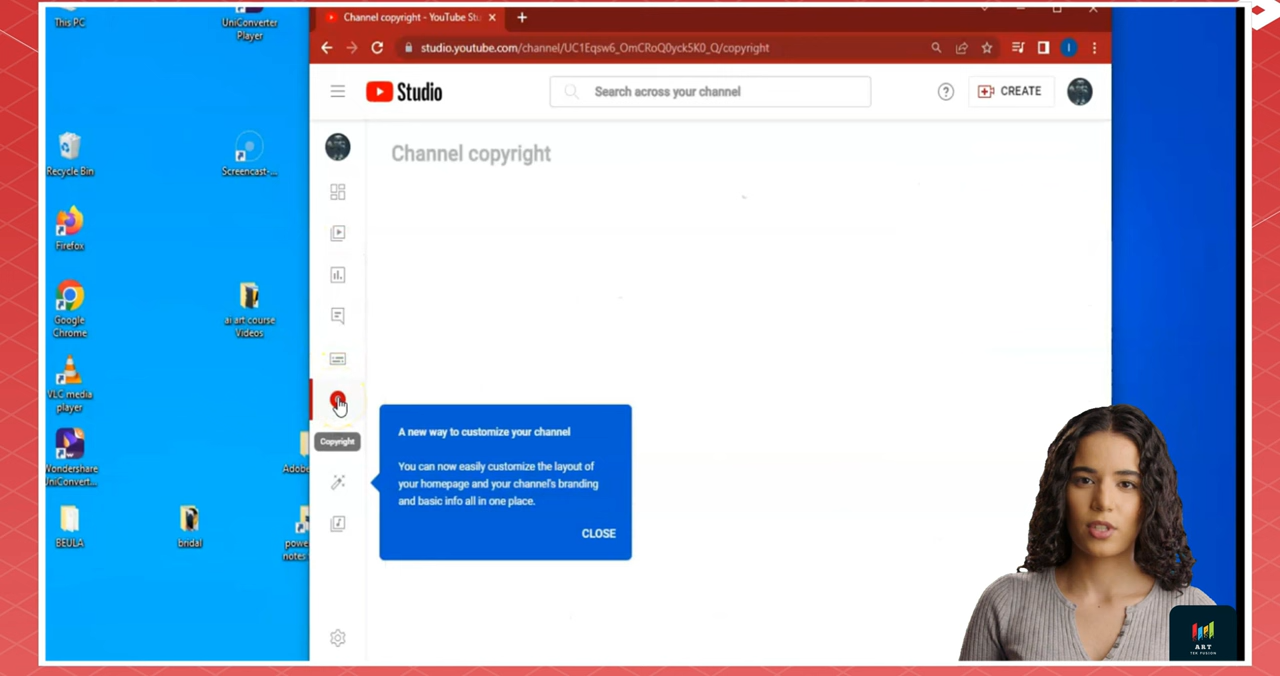 This PC
UniConverter
Player
Channel copyright - YouTube Stu
studio.youtube.com/channel/UC1Eqsw6_OmCRoQ0yck5K0_Q/copyright
I
Studio
Search across your channel
CREATE
Channel copyright
Recycle Bin
Screencast-...
Firefox
Google
Chrome
ai art course
Videos
VLC media
player
Copyright
A new way to customize your channel
You can now easily customize the layout of
your homepage and your channel's branding
and basic info all in one place.
CLOSE
Wondershare
UniConvert...
Adobe
BEULA
bridal
powe
notes
ART